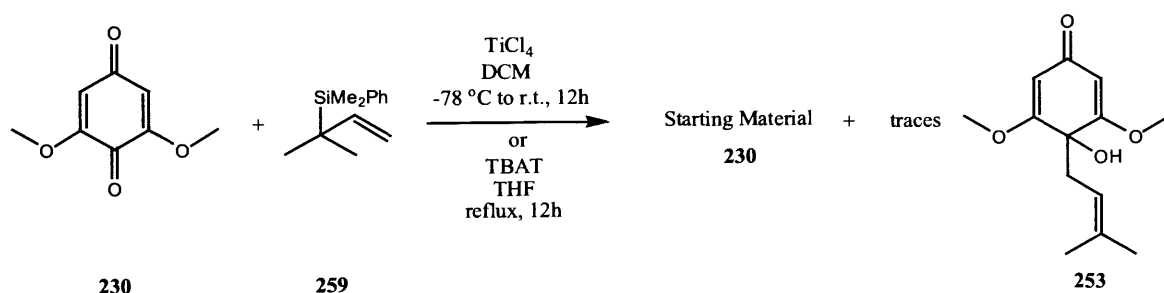 O
O
O
O
230
+
SiMe2Ph
259
TiCl4
DCM
-78 °C to r.t., 12h
or
TBAT
THF
reflux, 12h
Starting Material
230
+
traces
O
O
O
OH
253